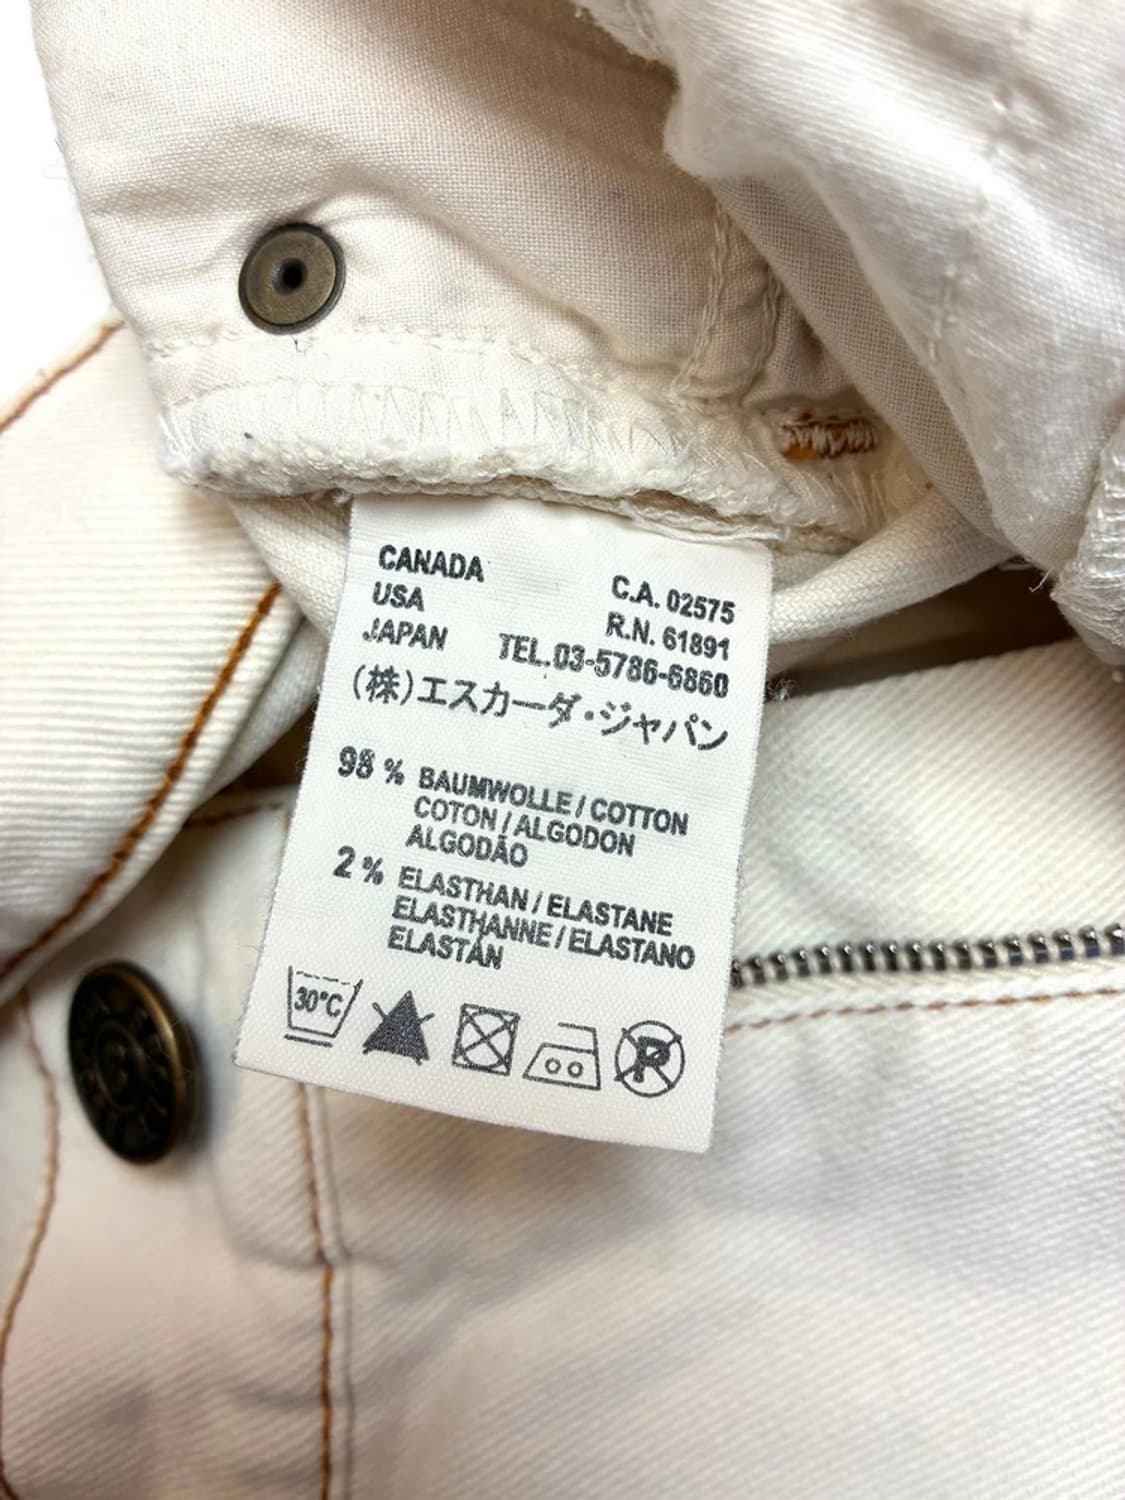 CANADA C.A. 02575
USA R.N. 61891
JAPAN TEL.03-5786-6860
(株)エスカーダ・ジャパン
98 % BAUMWOLLE / COTTON
COTON / ALGODON
ALGODÃO
2 % ELASTHAN / ELASTANE
ELASTHANNE / ELASTANO
ELASTÁN
30°C
P